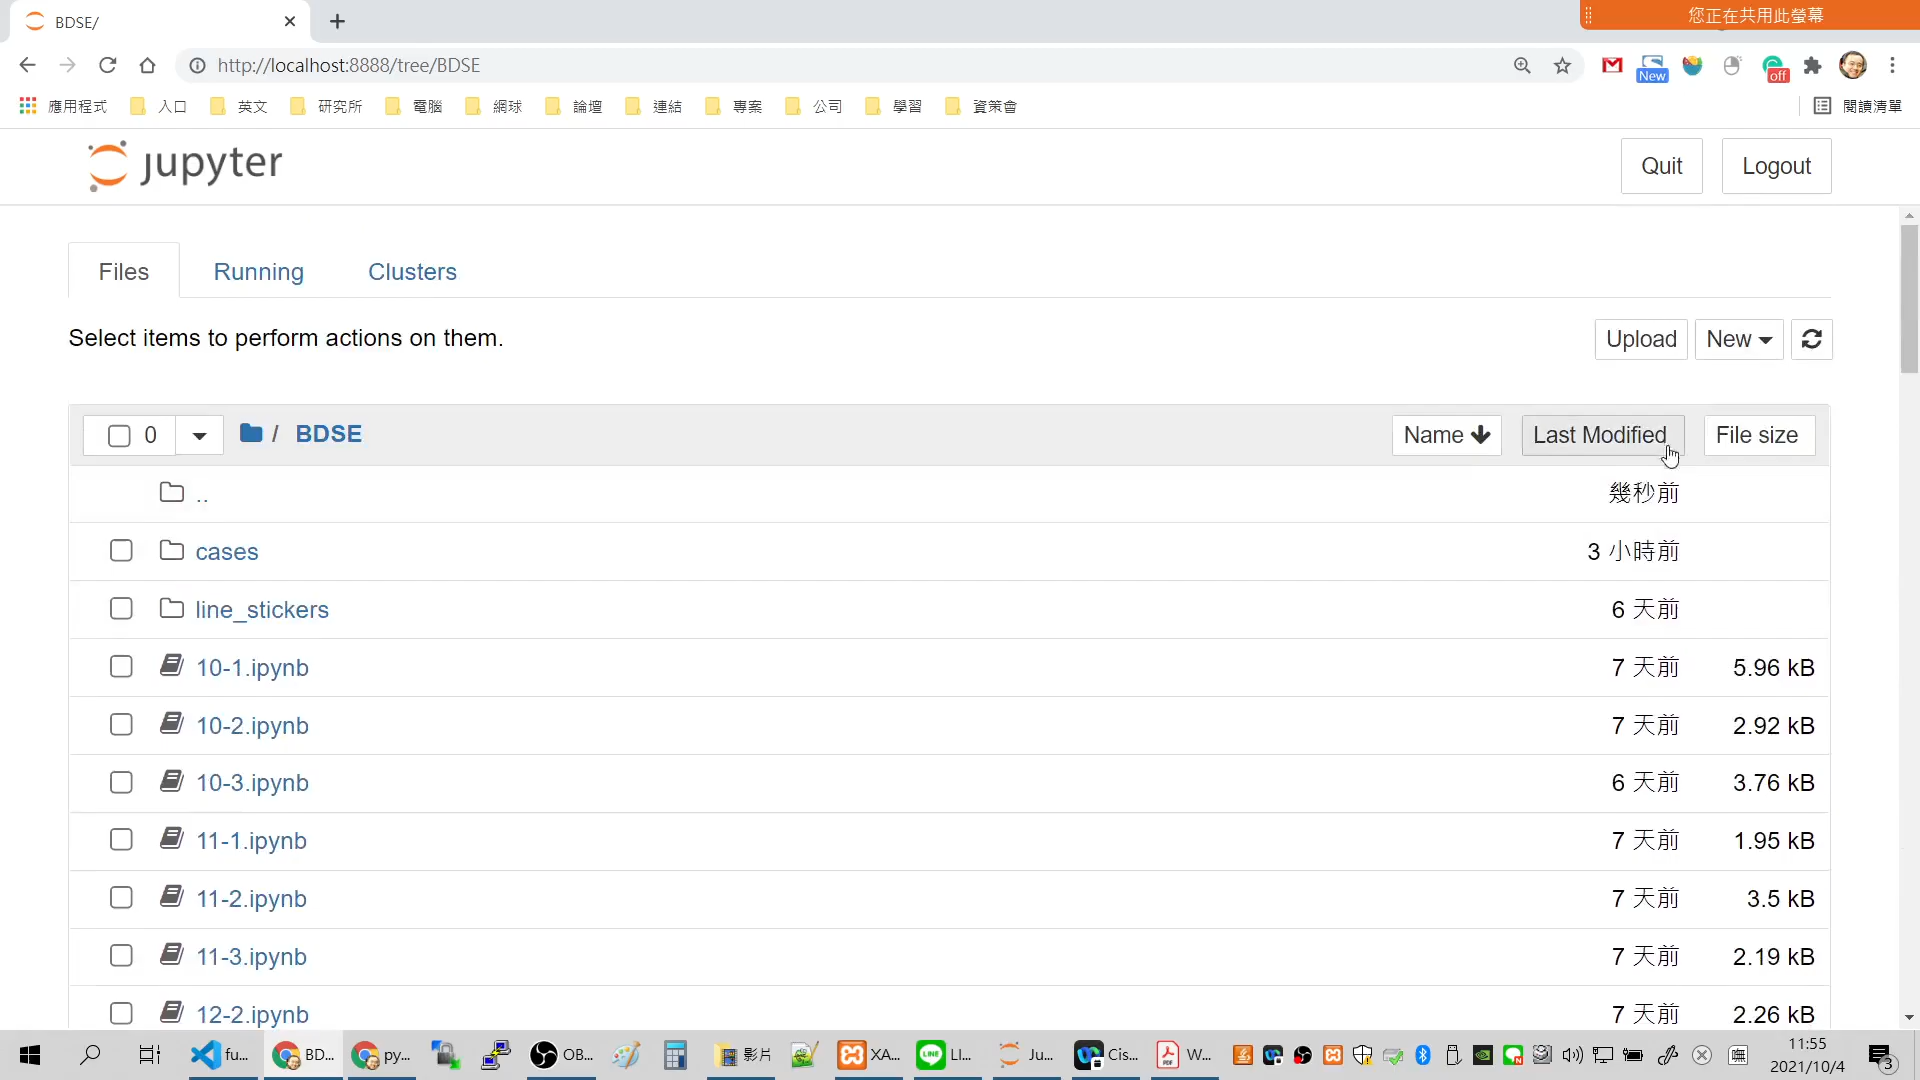 BDSE/
您正在共用此螢幕
http://localhost:8888/tree/BDSE
New
off
應用程式 入口 英文 研究所 電腦 網球 論壇 連結 專案 公司 學習 資策會 閱讀清單
jupyter
Quit Logout
Files Running Clusters
Select items to perform actions on them.
Upload New
0 / BDSE Name Last Modified File size
.. 幾秒前
cases 3 小時前
line_stickers 6 天前
10-1.ipynb 7 天前 5.96 kB
10-2.ipynb 7 天前 2.92 kB
10-3.ipynb 6 天前 3.76 kB
11-1.ipynb 7 天前 1.95 kB
11-2.ipynb 7 天前 3.5 kB
11-3.ipynb 7 天前 2.19 kB
12-2.ipynb 7 天前 2.26 kB
fu... BD... py... OB... 影片 XA... LI... Ju... Cis... W... 11:55
2021/10/4 3